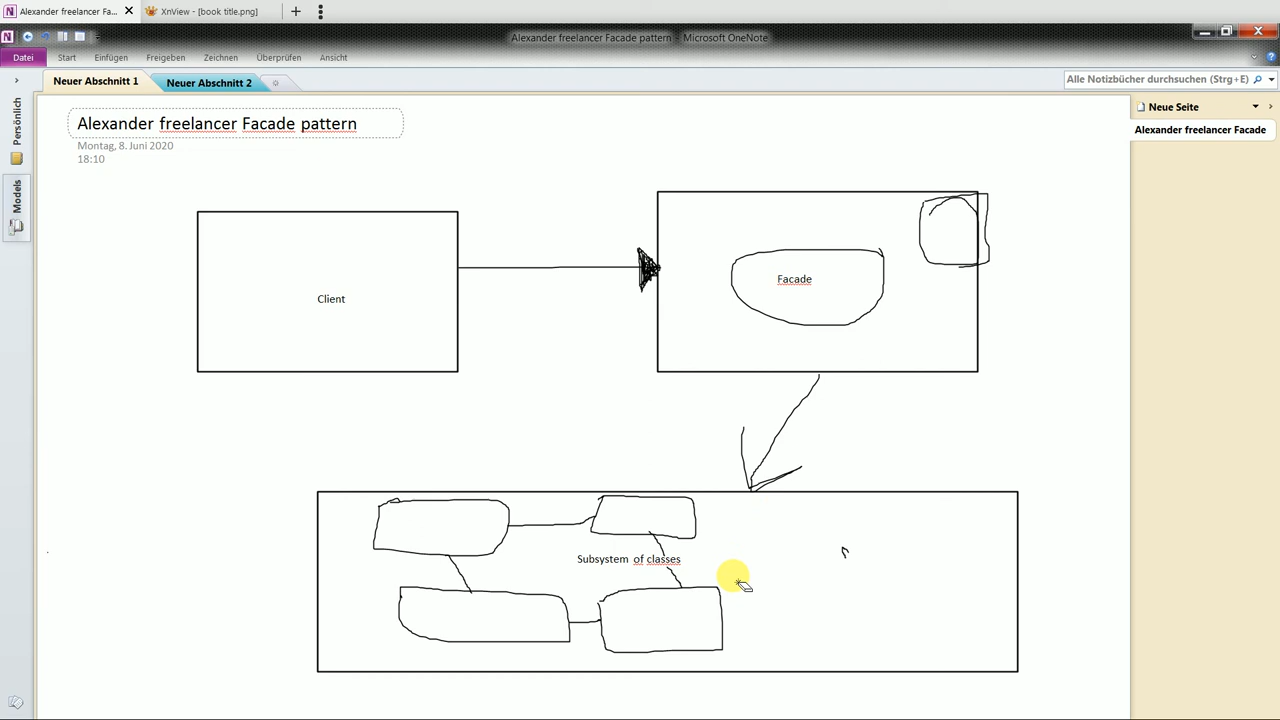 Alexander freelancer Fa...
XnView - [book title.png]
Alexander freelancer Facade pattern - Microsoft OneNote
Datei Start Einfügen Freigeben Zeichnen Überprüfen Ansicht
Neuer Abschnitt 1 Neuer Abschnitt 2
Alle Notizbücher durchsuchen (Strg+E)
Persönlich
Models
Neue Seite
Alexander freelancer Facade
Alexander freelancer Facade pattern
Montag, 8. Juni 2020
18:10
Client
Facade
Subsystem of classes